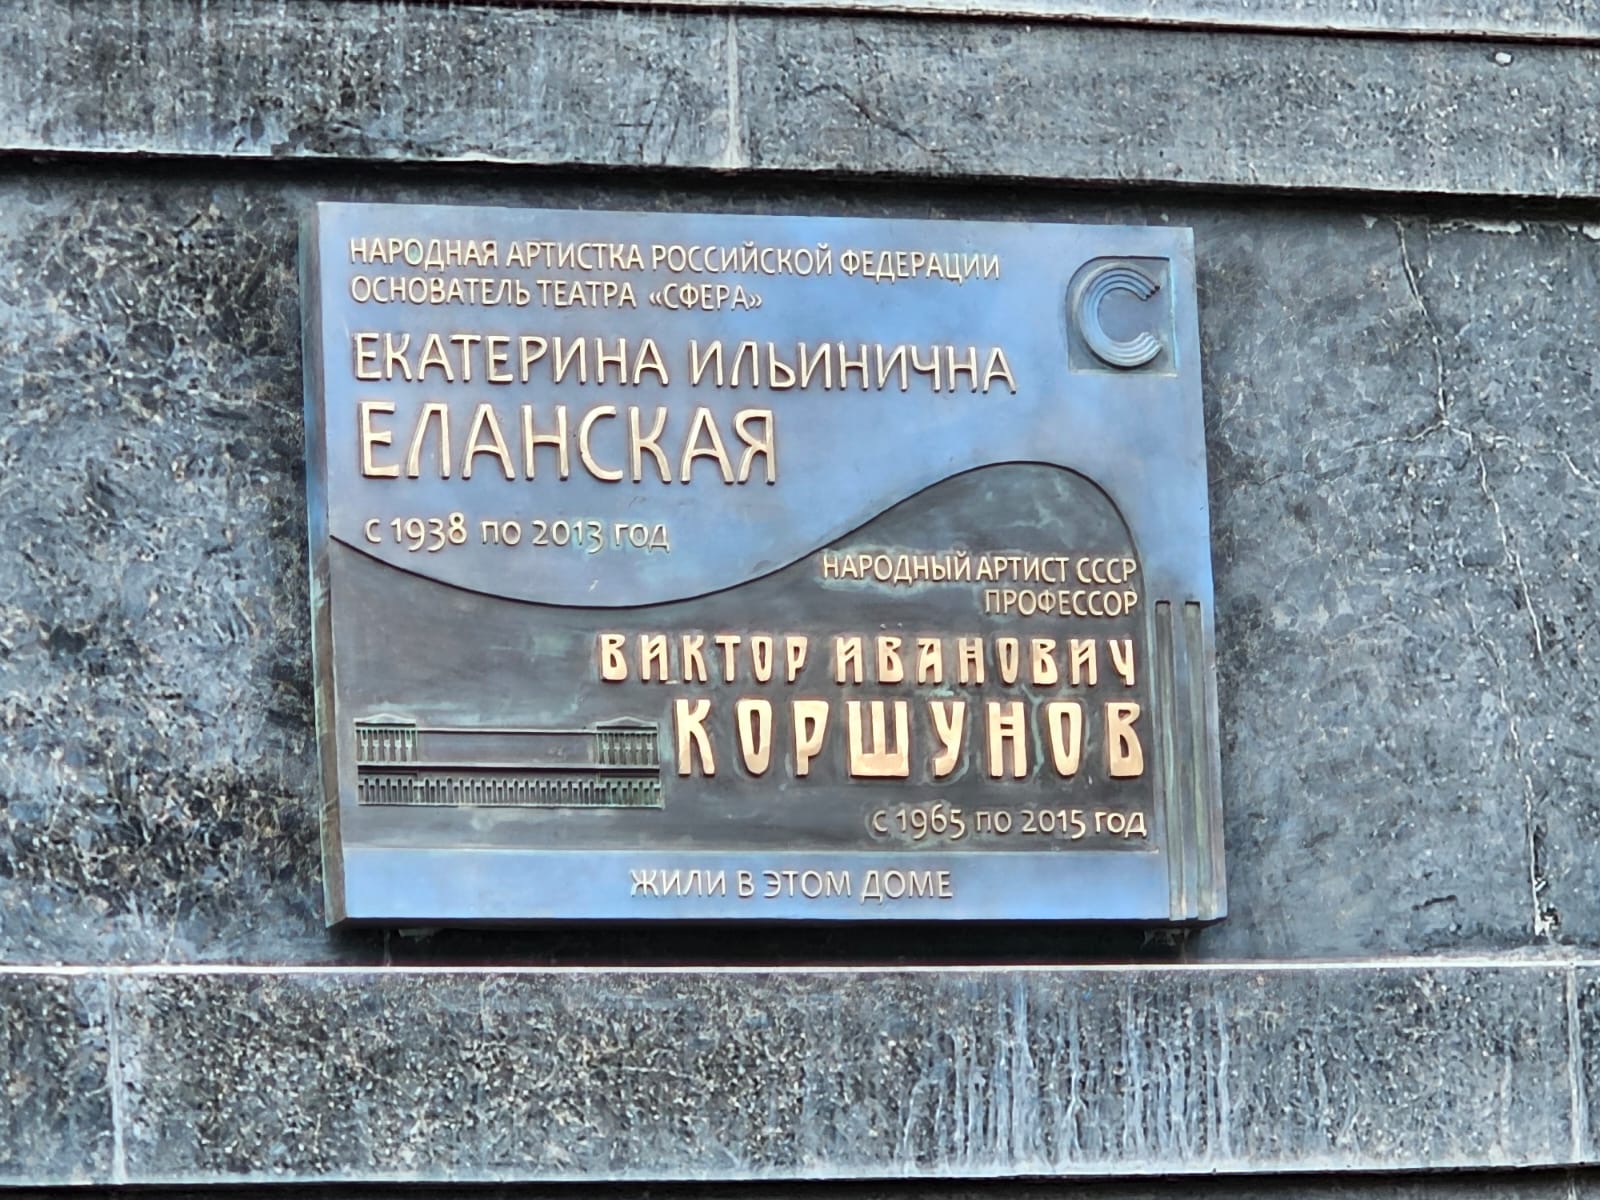 НАРОДНАЯ АРТИСТКА РОССИЙСКОЙ ФЕДЕРАЦИИ
ОСНОВАТЕЛЬ ТЕАТРА «СФЕРА»
ЕКАТЕРИНА ИЛЬИНИЧНА
ЕЛАНСКАЯ
С 1938 ПО 2013 ГОД
С
НАРОДНЫЙ АРТИСТ СССР
ПРОФЕССОР
ВИКТОР ИВАНОВИЧ
КОРШУНОВ
С 1965 ПО 2015 ГОД
ЖИЛИ В ЭТОМ ДОМЕ